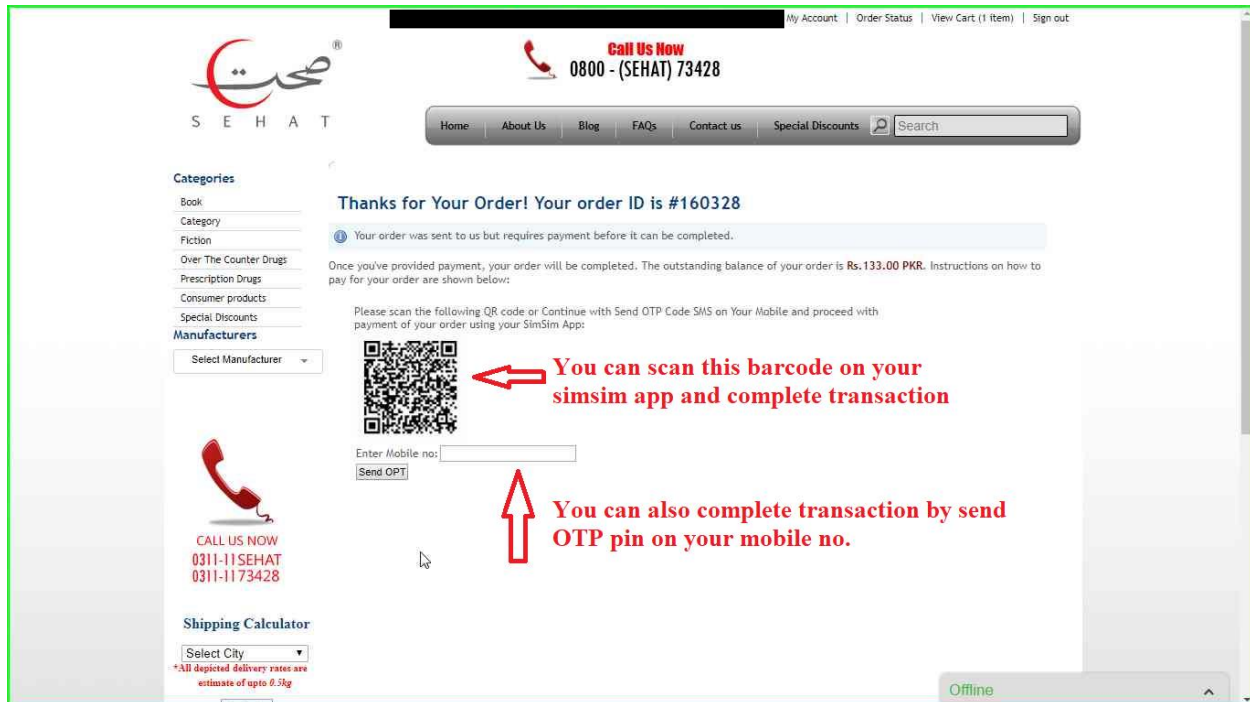 My Account | Order Status | View Cart (1 item) | Sign out
صحت ®
SEHAT
Call Us Now
0800 - (SEHAT) 73428
Home About Us Blog FAQs Contact us Special Discounts Search
Categories
Book
Category
Fiction
Over The Counter Drugs
Prescription Drugs
Consumer products
Special Discounts
Manufacturers
Select Manufacturer
CALL US NOW
0311-11SEHAT
0311-1173428
Shipping Calculator
Select City
*All depicted delivery rates are
estimate of upto 0.5kg
Thanks for Your Order! Your order ID is #160328
Your order was sent to us but requires payment before it can be completed.
Once you've provided payment, your order will be completed. The outstanding balance of your order is Rs.133.00 PKR. Instructions on how to
pay for your order are shown below:
Please scan the following QR code or Continue with Send OTP Code SMS on Your Mobile and proceed with
payment of your order using your SimSim App:
You can scan this barcode on your
simsim app and complete transaction
Enter Mobile no:
Send OPT
You can also complete transaction by send
OTP pin on your mobile no.
Offline